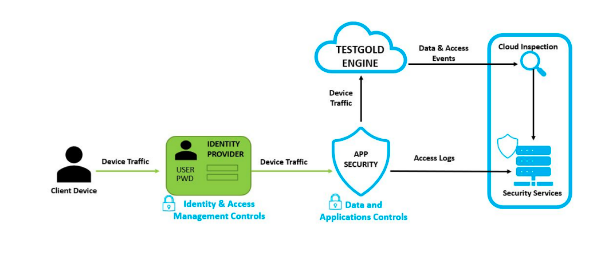 TESTGOLD
ENGINE
Data & Access
Events
Cloud Inspection
Device
Traffic
Client Device
Device Traffic
IDENTITY
PROVIDER
USER
PWD
Device Traffic
APP
SECURITY
Access Logs
Security Services
Identity & Access
Management Controls
Data and
Applications Controls